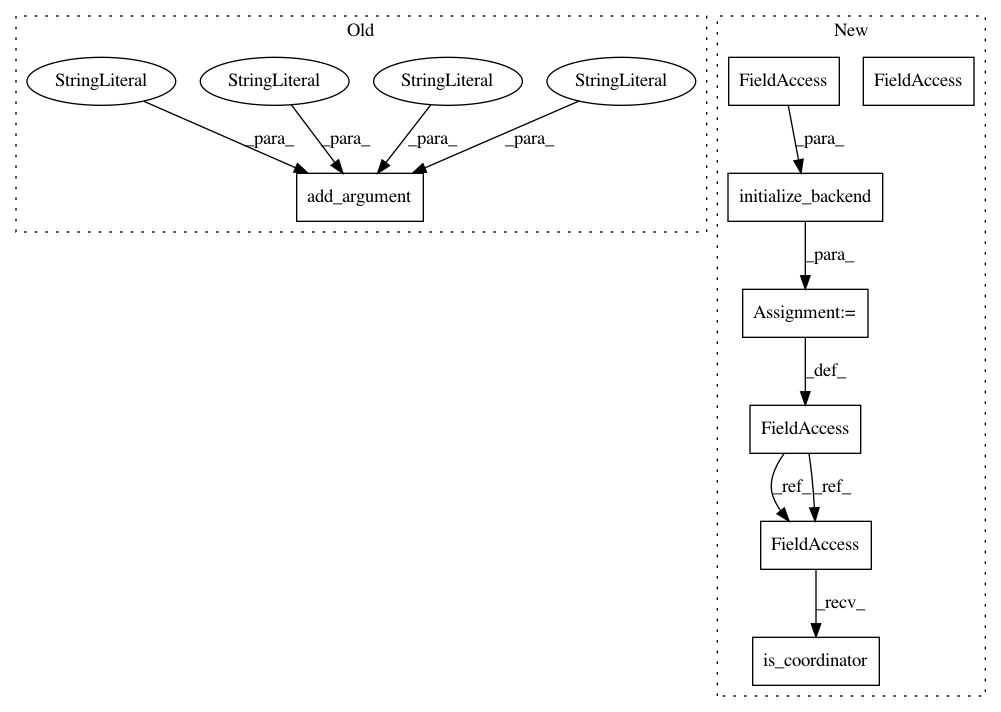 Old
New
StringLiteral
StringLiteral
StringLiteral
StringLiteral
FieldAccess
FieldAccess
_para_
_para_
_para_
_para_
_para_
add_argument
initialize_backend
_para_
Assignment:=
_def_
FieldAccess
_ref_
_ref_
FieldAccess
_recv_
is_coordinator